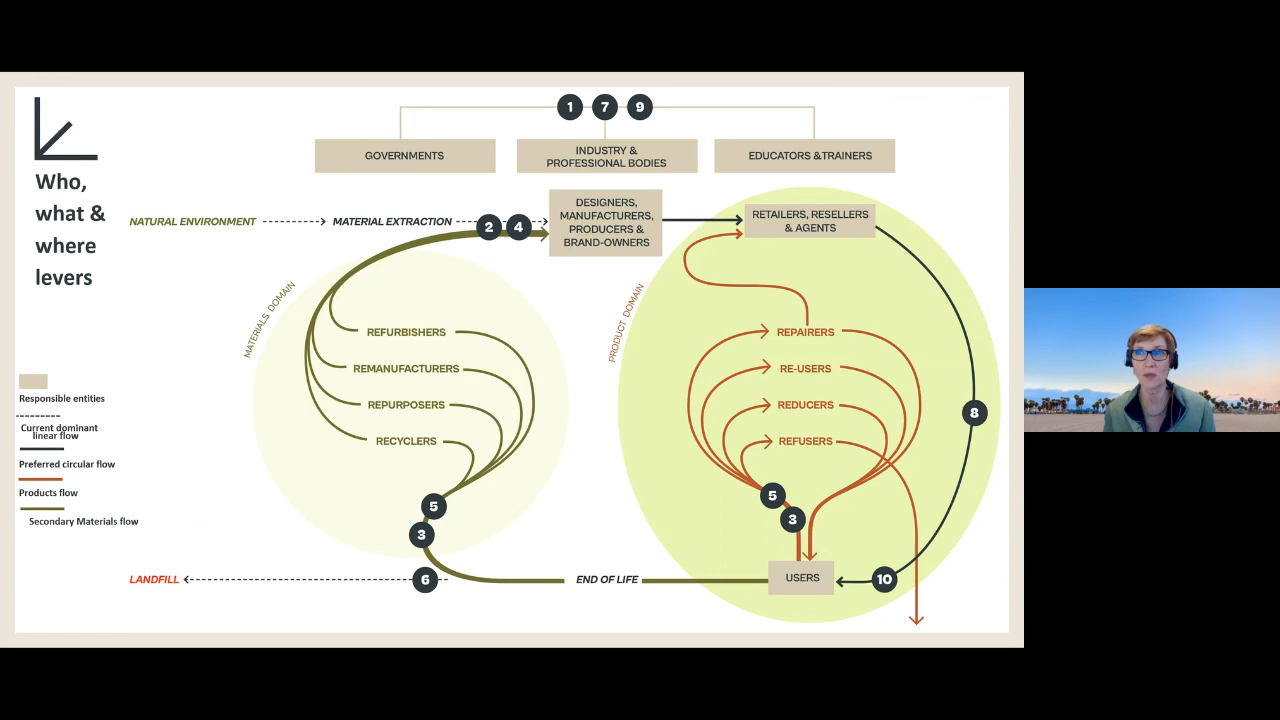 1 7 9
GOVERNMENTS
INDUSTRY &
PROFESSIONAL BODIES
EDUCATORS & TRAINERS
Who,
what &
where
levers
NATURAL ENVIRONMENT
MATERIAL EXTRACTION
2 4
DESIGNERS,
MANUFACTURERS,
PRODUCERS &
BRAND-OWNERS
RETAILERS, RESELLERS
& AGENTS
MATERIALS DOMAIN
REFURBISHERS
REMANUFACTURERS
REPURPOSERS
RECYCLERS
5
3
PRODUCT DOMAIN
REPAIRERS
RE-USERS
REDUCERS
REFUSERS
5
3
8
Responsible entities
Current dominant
linear flow
Preferred circular flow
Products flow
Secondary Materials flow
LANDFILL
6
END OF LIFE
USERS
10